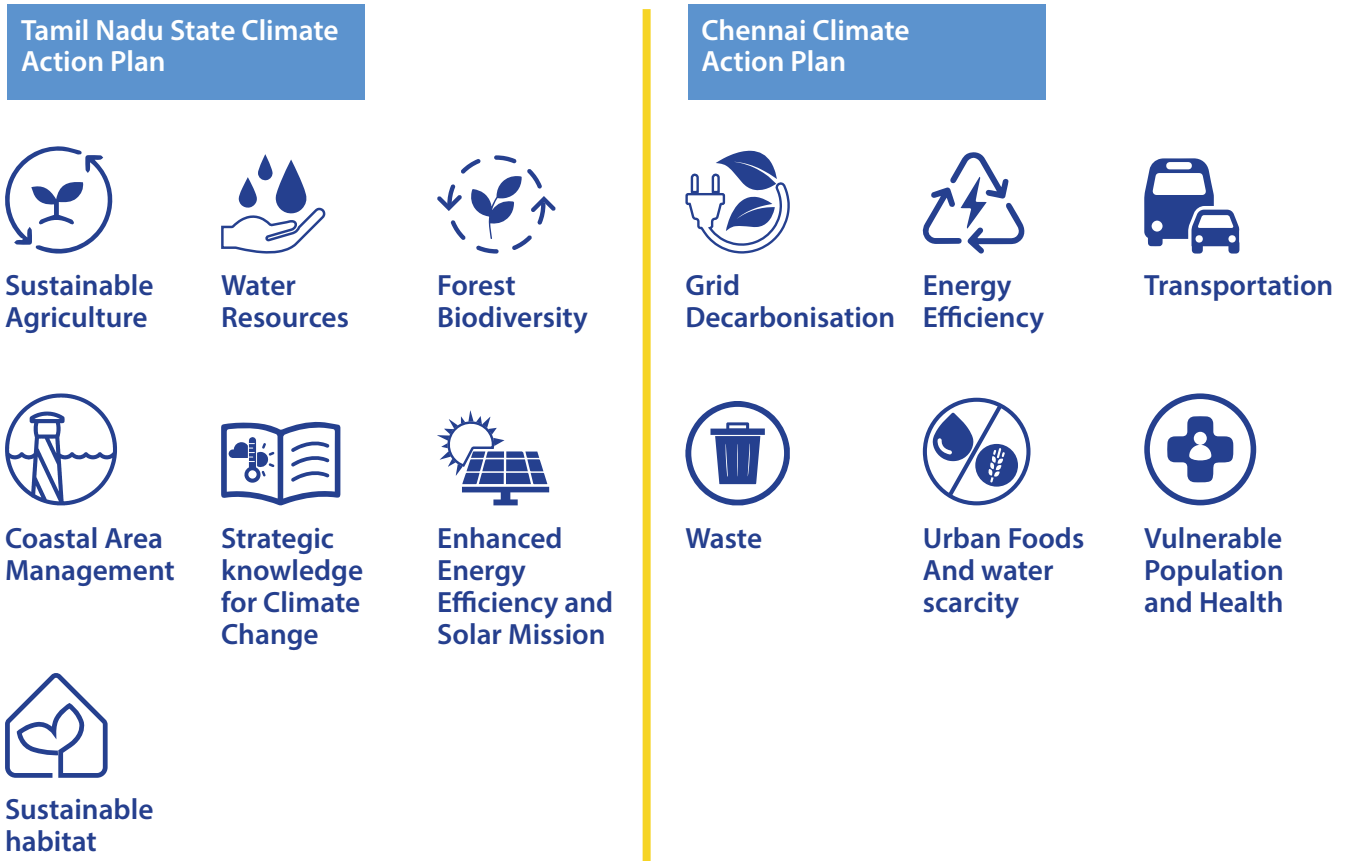 Tamil Nadu State Climate
Action Plan
Sustainable
Agriculture
Water
Resources
Forest
Biodiversity
Coastal Area
Management
Strategic
knowledge
for Climate
Change
Enhanced
Energy
Efficiency and
Solar Mission
Sustainable
habitat
Chennai Climate
Action Plan
Grid
Decarbonisation
Energy
Efficiency
Transportation
Waste
Urban Foods
And water
scarcity
Vulnerable
Population
and Health